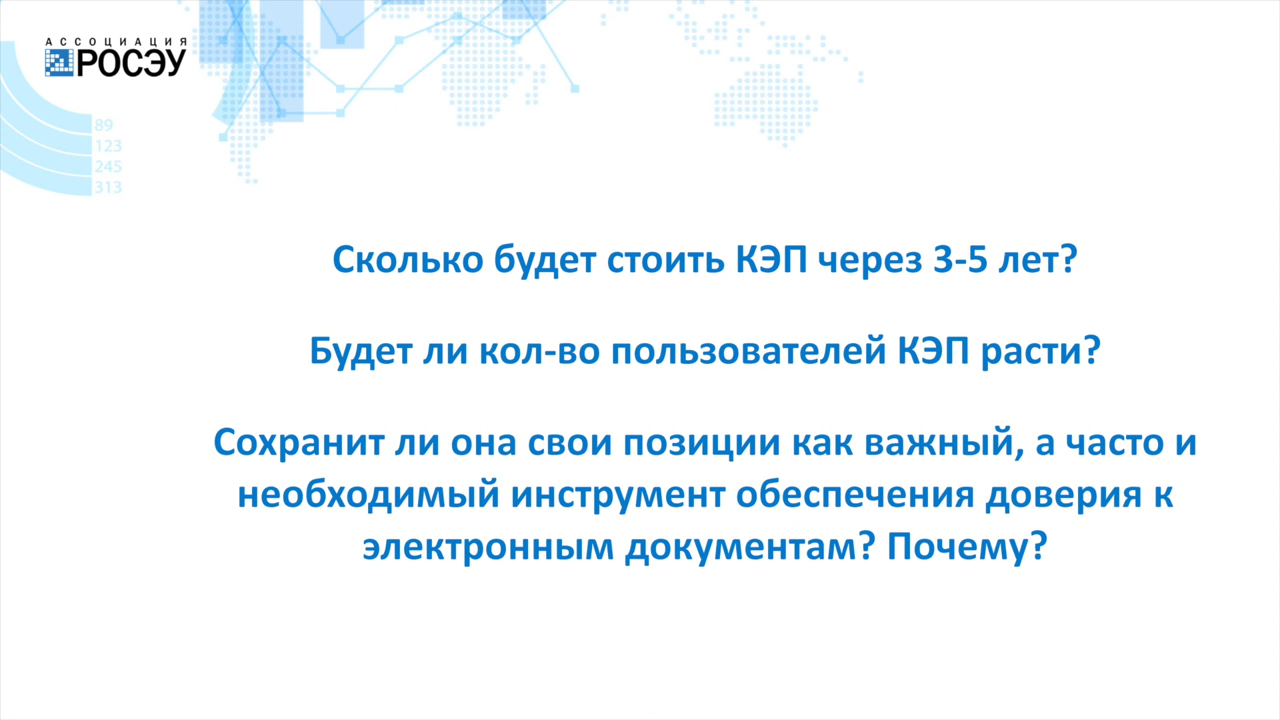 АССОЦИАЦИЯ
РОСЭУ
89
123
245
313
Сколько будет стоить КЭП через 3-5 лет?
Будет ли кол-во пользователей КЭП расти?
Сохранит ли она свои позиции как важный, а часто и
необходимый инструмент обеспечения доверия к
электронным документам? Почему?